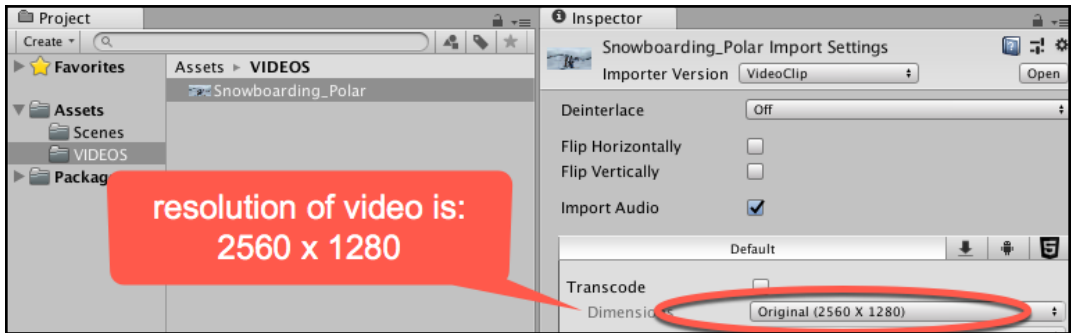 Project
Create
Favorites
Assets
Scenes
VIDEOS
Packag
Assets ▸ VIDEOS
Snowboarding_Polar
resolution of video is:
2560 x 1280
Inspector
Snowboarding_Polar Import Settings
Importer Version VideoClip
Open
Deinterlace Off
Flip Horizontally
Flip Vertically
Import Audio
Default
5
Transcode
Dimensio Original (2560 X 1280)